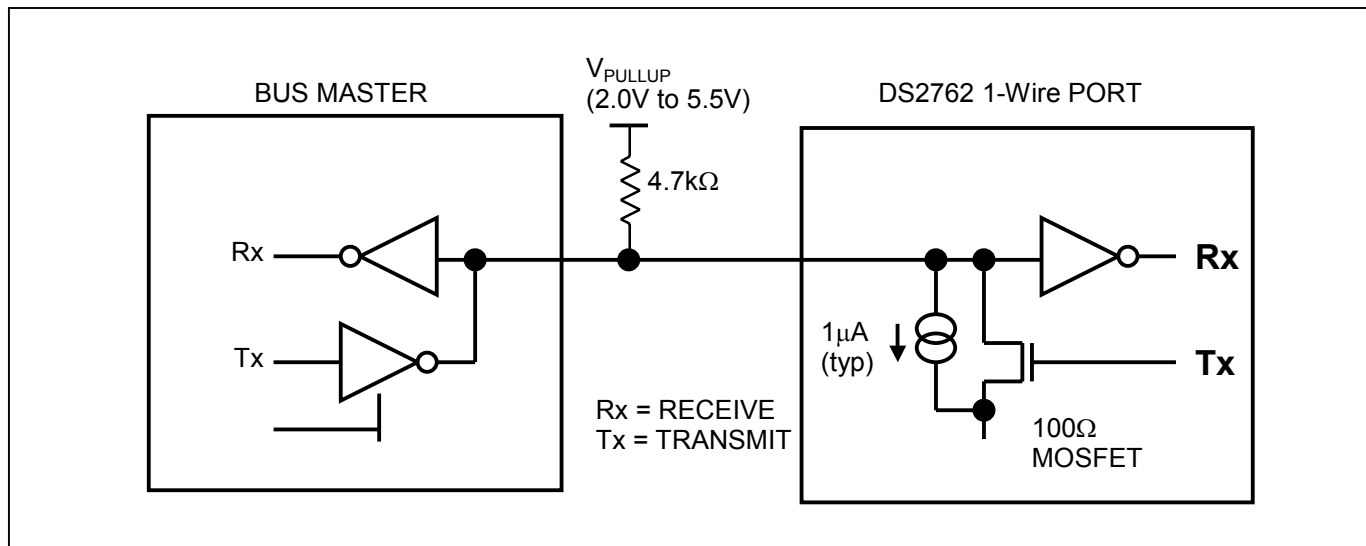 BUS MASTER
V_PULLUP
(2.0V to 5.5V)
DS2762 1-Wire PORT
4.7kΩ
Rx
Tx
Rx = RECEIVE
Tx = TRANSMIT
1μA
(typ)
Rx
Tx
100Ω
MOSFET